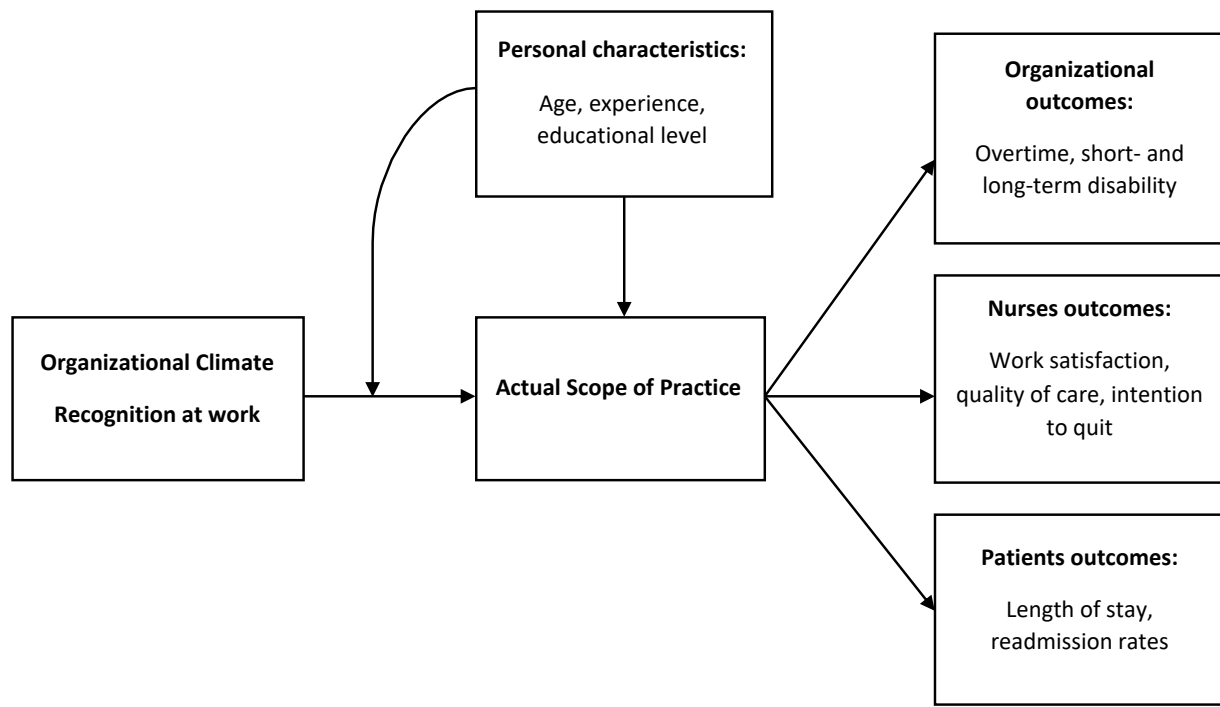 Personal characteristics:
Age, experience,
educational level
Organizational
outcomes:
Overtime, short- and
long-term disability
Organizational Climate
Recognition at work
Actual Scope of Practice
Nurses outcomes:
Work satisfaction,
quality of care, intention
to quit
Patients outcomes:
Length of stay,
readmission rates